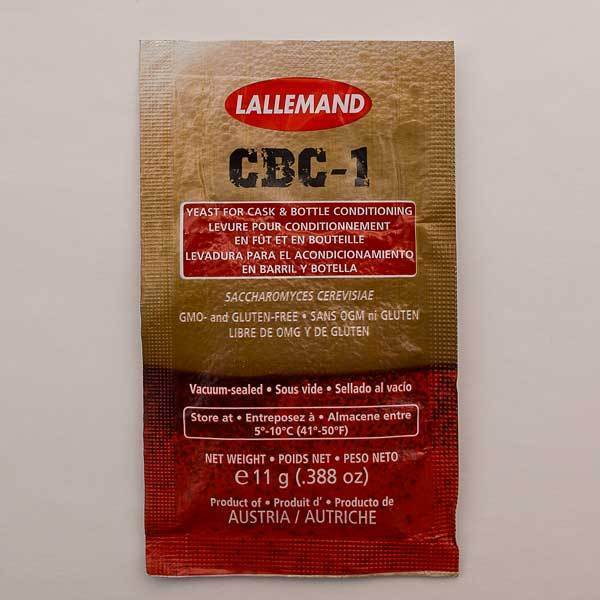 LALLEMAND
CBC-1
YEAST FOR CASK & BOTTLE CONDITIONING
LEVURE POUR CONDITIONNEMENT
EN FÛT ET EN BOUTEILLE
LEVADURA PARA EL ACONDICIONAMIENTO
EN BARRIL Y BOTELLA
SACCHAROMYCES CEREVISIAE
GMO- and GLUTEN-FREE • SANS OGM ni GLUTEN
LIBRE DE OMG Y DE GLUTEN
Vacuum-sealed • Sous vide • Sellado al vacío
Store at • Entreposez à • Almacene entre
5°-10°C (41°-50°F)
NET WEIGHT • POIDS NET • PESO NETO
℮ 11 g (.388 oz)
Product of • Produit d' • Producto de
AUSTRIA / AUTRICHE